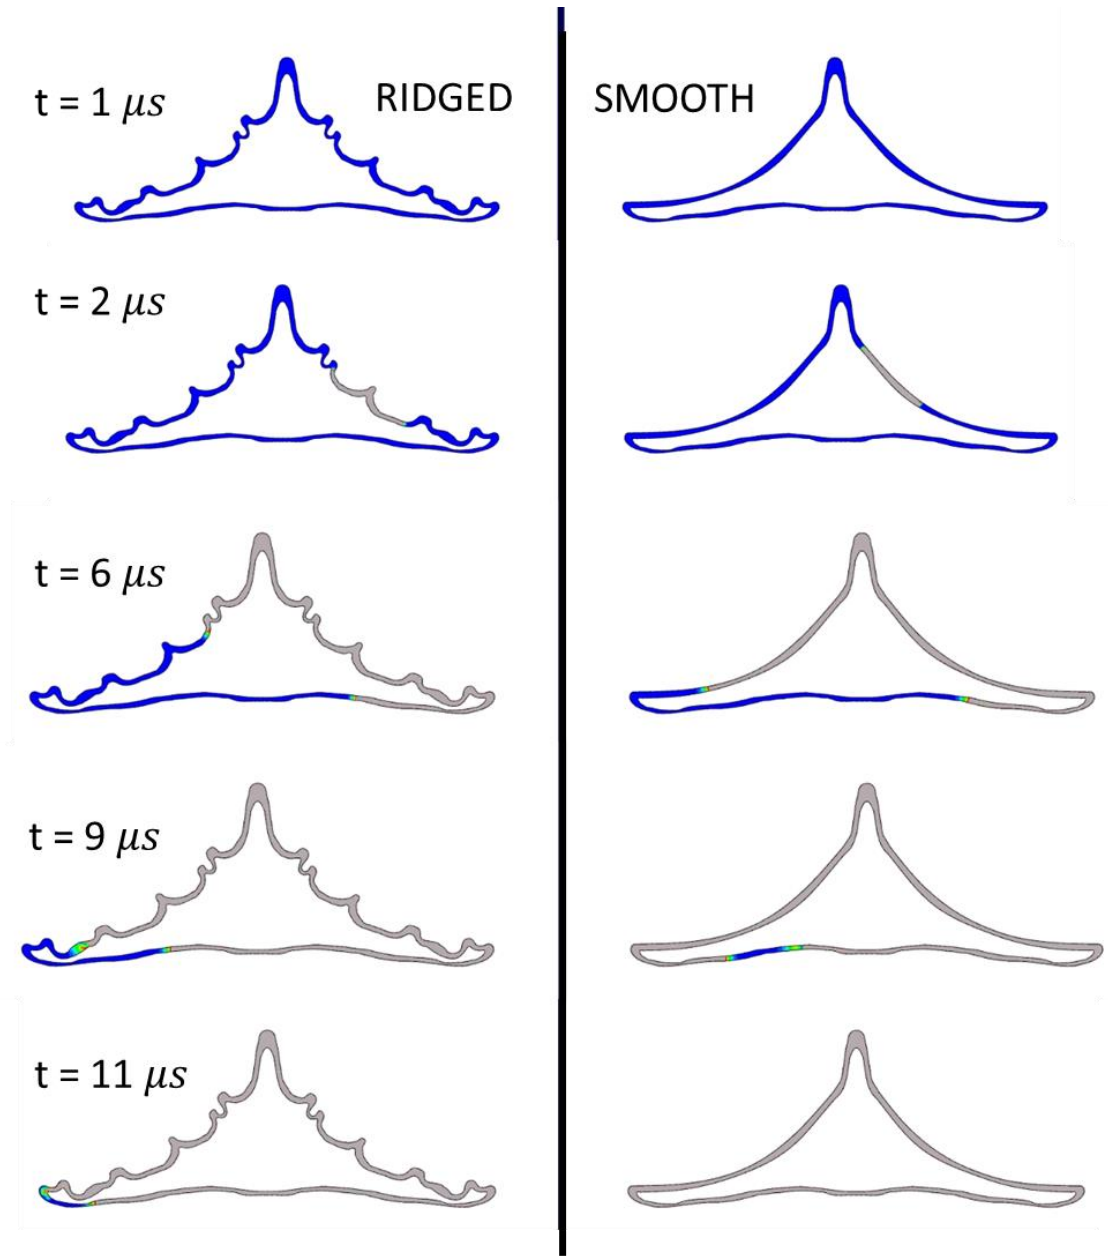 t = 1 μs
RIDGED
SMOOTH
t = 2 μs
t = 6 μs
t = 9 μs
t = 11 μs